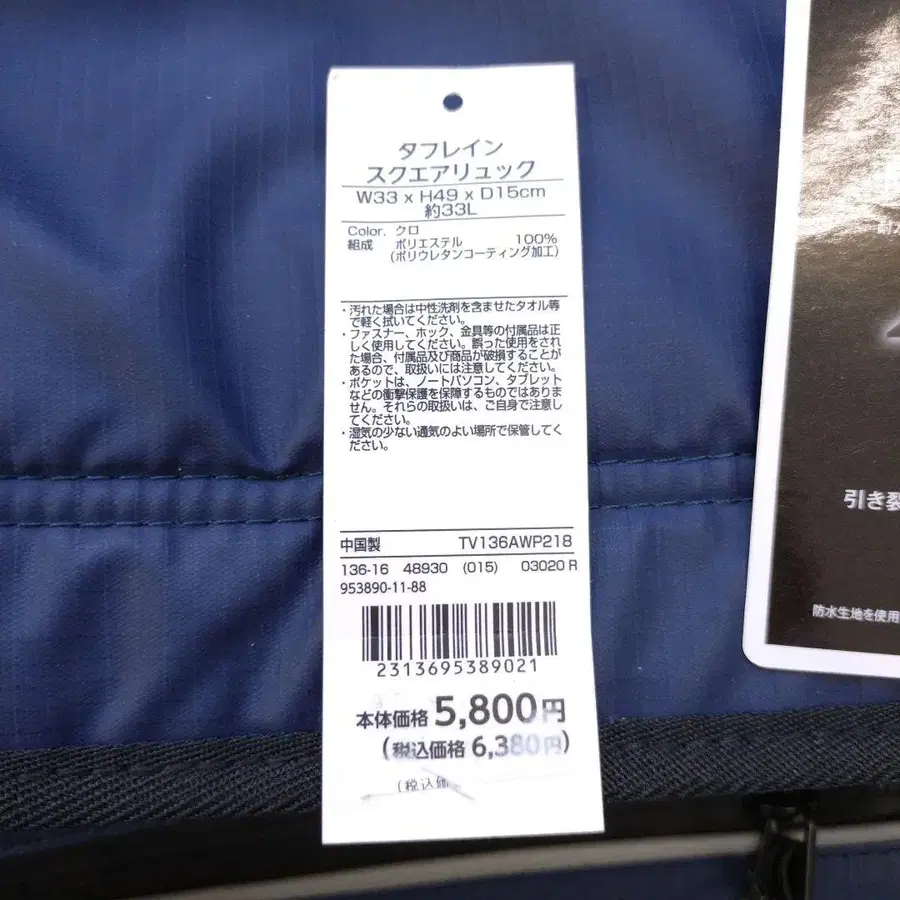 タフレイン
スクエアリュック
W33 x H49 x D15cm
約33L
Color. クロ
組成 ポリエステル 100%
(ポリウレタンコーティング加工)
・汚れた場合は中性洗剤を含ませたタオル等
で軽く拭いてください。
・ファスナー、ホック、金具等の付属品は正
しく使用してください。誤った使用をされ
た場合、付属品及び商品が破損することが
あるので、取扱いには注意してください。
・ポケットは、ノートパソコン、タブレット
などの衝撃保護を保障するものではありま
せん。それらの取扱いは、ご自身で注意し
てください。
・湿気の少ない通気のよい場所で保管してく
ださい。
中国製 TV136AWP218
136-16 48930 (015) 03020 R
953890-11-88
2313695389021
本体価格 5,800円
(税込価格 6,380円)
(税込価
引き裂
防水生地を使用